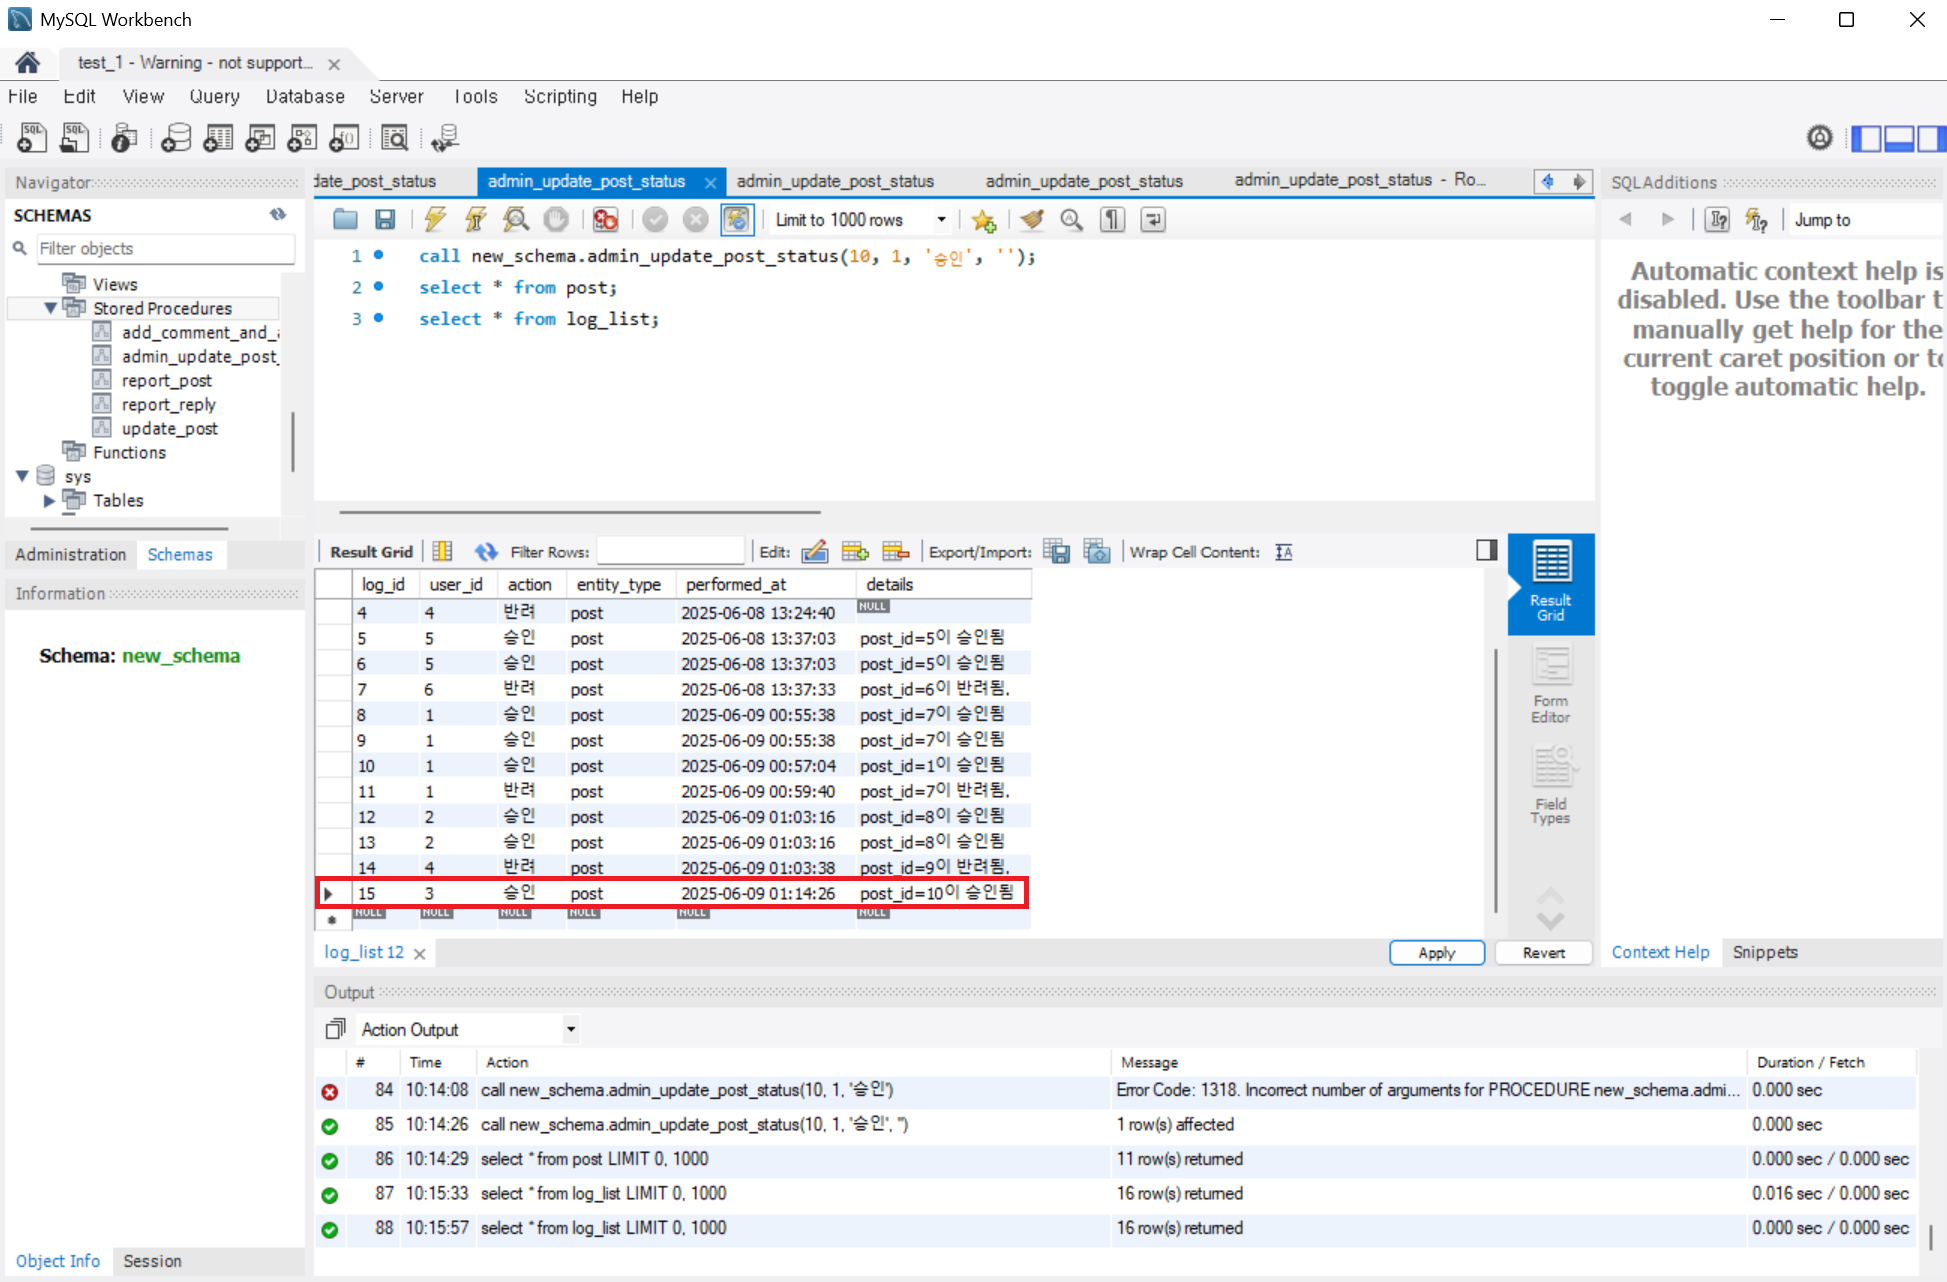 MySQL Workbench
test_1 - Warning - not support...
File Edit View Query Database Server Tools Scripting Help
Navigator
SCHEMAS
Filter objects
Views
Stored Procedures
add_comment_and_
admin_update_post_
report_post
report_reply
update_post
Functions
sys
Tables
Administration Schemas
Information
Schema: new_schema
Object Info Session
date_post_status admin_update_post_status admin_update_post_status admin_update_post_status admin_update_post_status - Ro...
Limit to 1000 rows
1 call new_schema.admin_update_post_status(10, 1, '승인', '');
2 select * from post;
3 select * from log_list;
Result Grid Filter Rows: Edit: Export/Import: Wrap Cell Content:
log_id user_id action entity_type performed_at details
4 4 반려 post 2025-06-08 13:24:40 NULL
5 5 승인 post 2025-06-08 13:37:03 post_id=5이 승인됨
6 5 승인 post 2025-06-08 13:37:03 post_id=5이 승인됨
7 6 반려 post 2025-06-08 13:37:33 post_id=6이 반려됨.
8 1 승인 post 2025-06-09 00:55:38 post_id=7이 승인됨
9 1 승인 post 2025-06-09 00:55:38 post_id=7이 승인됨
10 1 승인 post 2025-06-09 00:57:04 post_id=1이 승인됨
11 1 반려 post 2025-06-09 00:59:40 post_id=7이 반려됨.
12 2 승인 post 2025-06-09 01:03:16 post_id=8이 승인됨
13 2 승인 post 2025-06-09 01:03:16 post_id=8이 승인됨
14 4 반려 post 2025-06-09 01:03:38 post_id=9이 반려됨.
15 3 승인 post 2025-06-09 01:14:26 post_id=10이 승인됨
NULL NULL NULL NULL NULL NULL
Result Grid
Form Editor
Field Types
log_list 12
Apply Revert
SQLAdditions
Jump to
Automatic context help is
disabled. Use the toolbar t
manually get help for the
current caret position or to
toggle automatic help.
Context Help Snippets
Output
Action Output
# Time Action Message Duration / Fetch
84 10:14:08 call new_schema.admin_update_post_status(10, 1, '승인') Error Code: 1318. Incorrect number of arguments for PROCEDURE new_schema.admi... 0.000 sec
85 10:14:26 call new_schema.admin_update_post_status(10, 1, '승인', '') 1 row(s) affected 0.000 sec
86 10:14:29 select * from post LIMIT 0, 1000 11 row(s) returned 0.000 sec / 0.000 sec
87 10:15:33 select * from log_list LIMIT 0, 1000 16 row(s) returned 0.016 sec / 0.000 sec
88 10:15:57 select * from log_list LIMIT 0, 1000 16 row(s) returned 0.000 sec / 0.000 sec